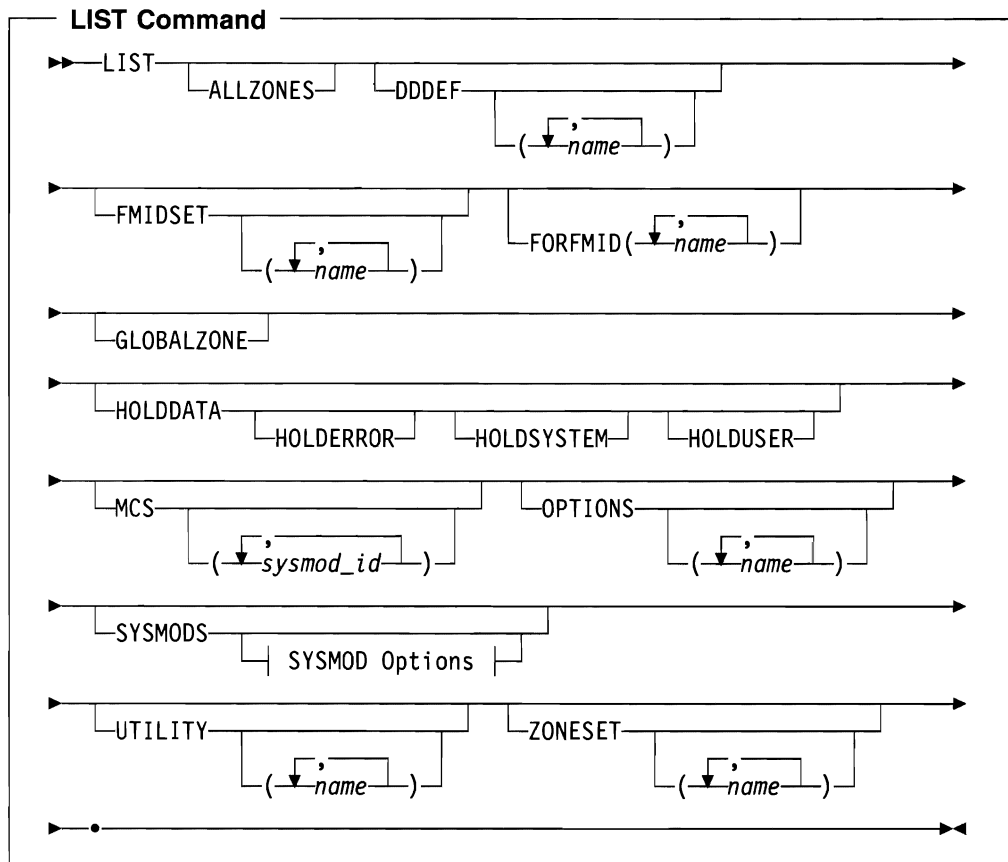 LIST Command
LIST ALLZONES DDDEF ( , name )
FMIDSET ( , name ) FORFMID( , name )
GLOBALZONE
HOLDDATA HOLDERROR HOLDSYSTEM HOLDUSER
MCS ( , sysmod_id ) OPTIONS ( , name )
SYSMODS SYSMOD Options
UTILITY ( , name ) ZONESET ( , name )